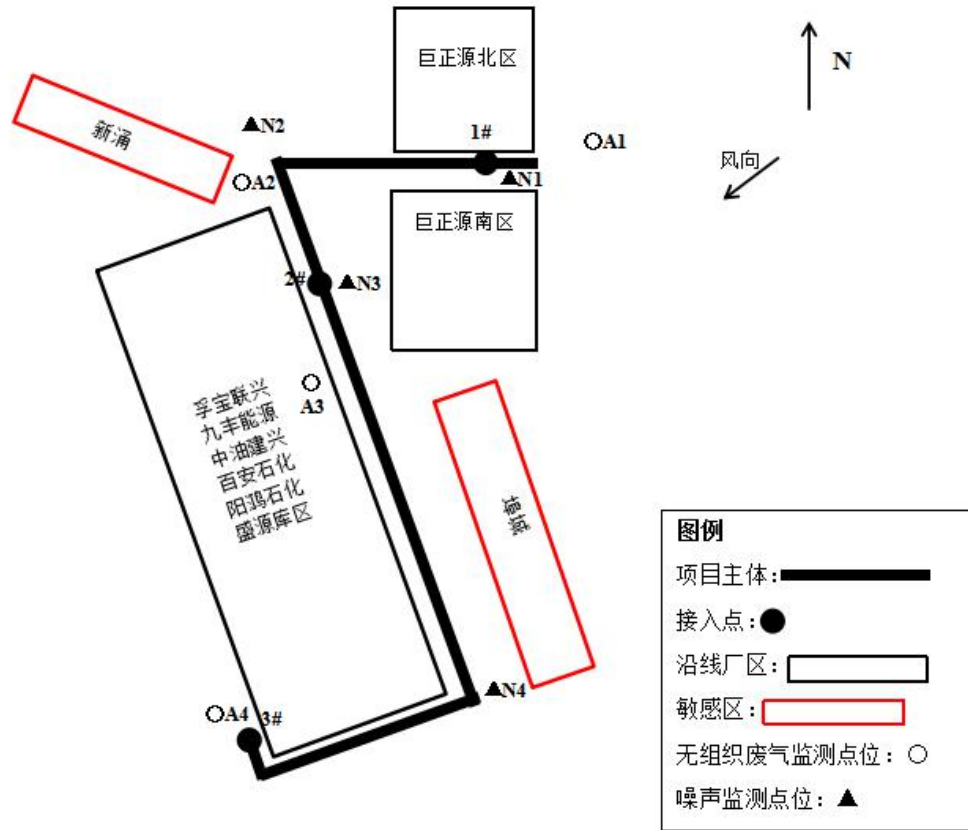 巨正源北区
N
新涌
N2
1#
A1
风向
A2
N1
巨正源南区
2#
N3
A3
孚宝联兴
九丰能源
中油建兴
百安石化
阳鸿石化
盛源库区
埠域
N4
A4
3#
图例
项目主体:
接入点:
沿线厂区:
敏感区:
无组织废气监测点位:
噪声监测点位: